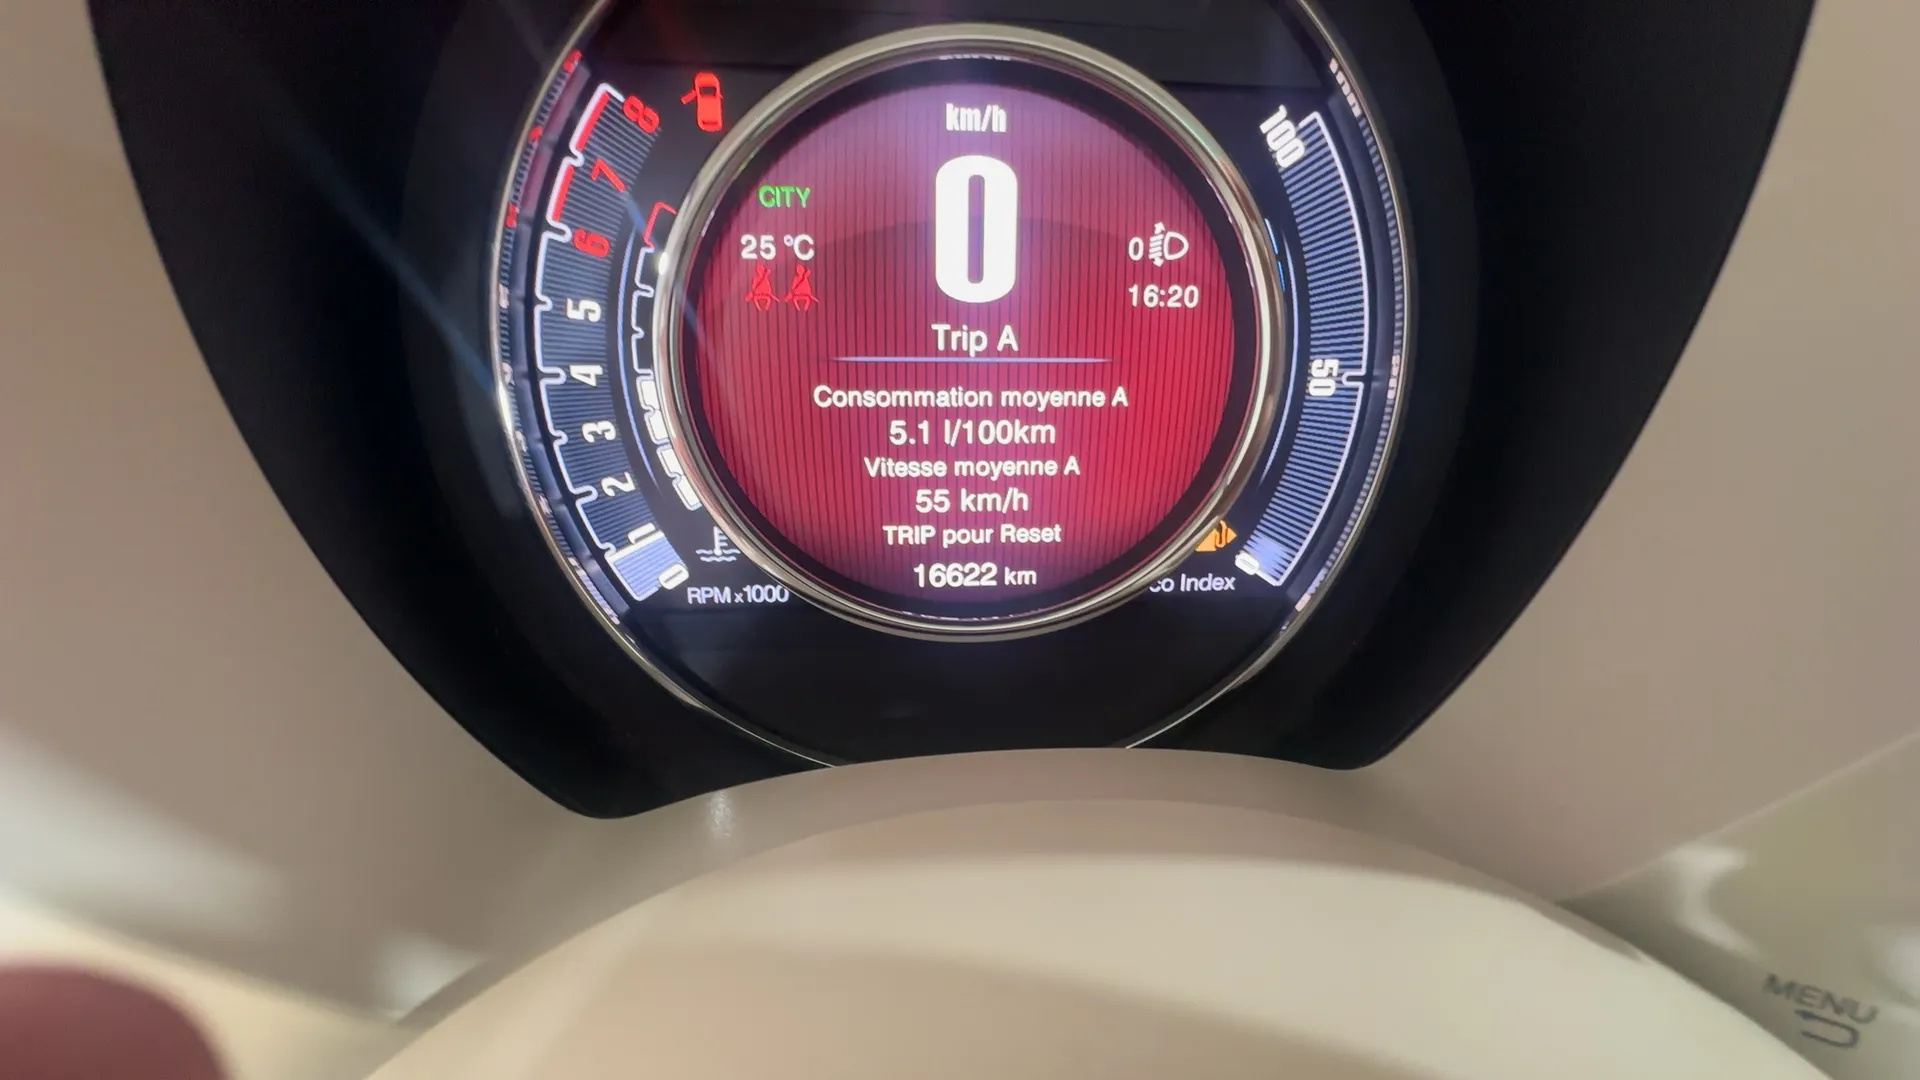 km/h
0
CITY
25 °C
0
16:20
Trip A
Consommation moyenne A
5.1 l/100km
Vitesse moyenne A
55 km/h
TRIP pour Reset
16622 km
8
7
6
5
4
3
2
1
0
RPM x1000
100
50
0
Index
MENU